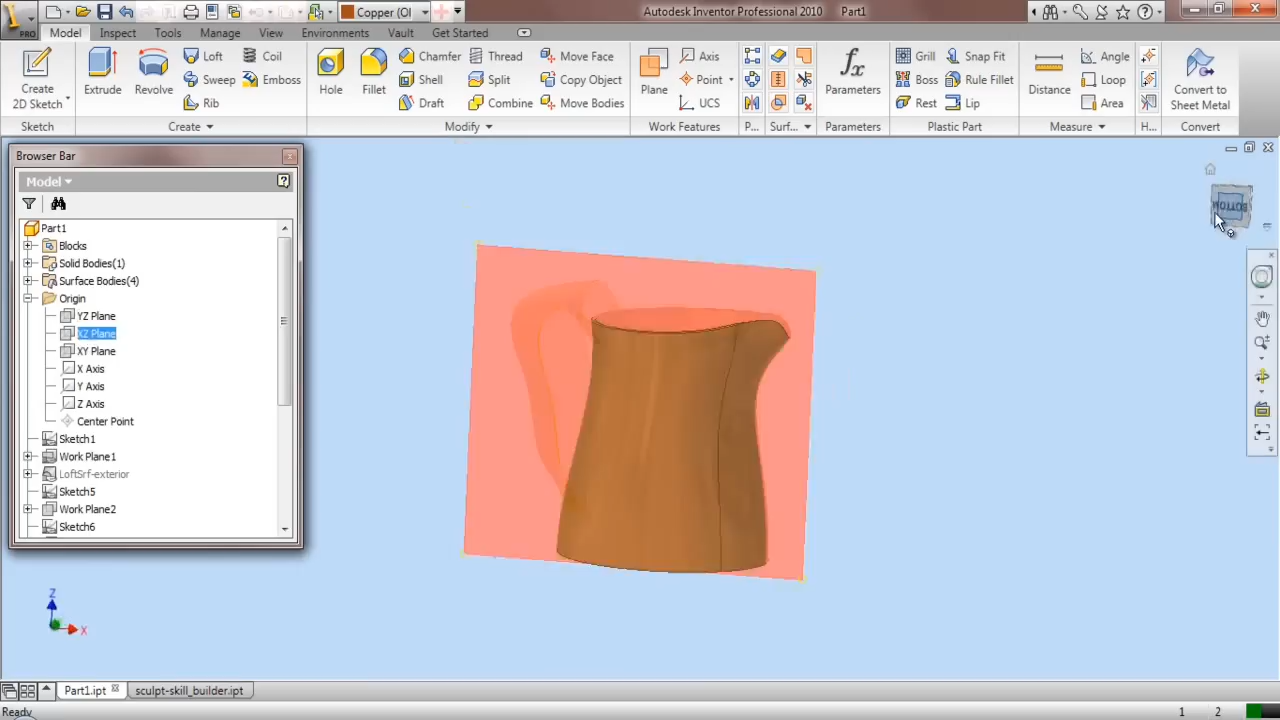 Copper (Ol
Autodesk Inventor Professional 2010 Part1
PRO Model Inspect Tools Manage View Environments Vault Get Started
Loft Coil Chamfer Thread Move Face Axis Grill Snap Fit Angle
Create 2D Sketch Extrude Revolve Sweep Emboss Hole Fillet Shell Split Copy Object Plane Point Parameters Boss Rule Fillet Distance Loop Convert to Sheet Metal
Rib Draft Combine Move Bodies UCS Rest Lip Area
Sketch Create Modify Work Features P... Surf... Parameters Plastic Part Measure H... Convert
Browser Bar
Model
Part1
Blocks
Solid Bodies(1)
Surface Bodies(4)
Origin
YZ Plane
XZ Plane
XY Plane
X Axis
Y Axis
Z Axis
Center Point
Sketch1
Work Plane1
LoftSrf-exterior
Sketch5
Work Plane2
Sketch6
BOTTOM
Z
X
Part1.ipt sculpt-skill_builder.ipt
Ready 1 2